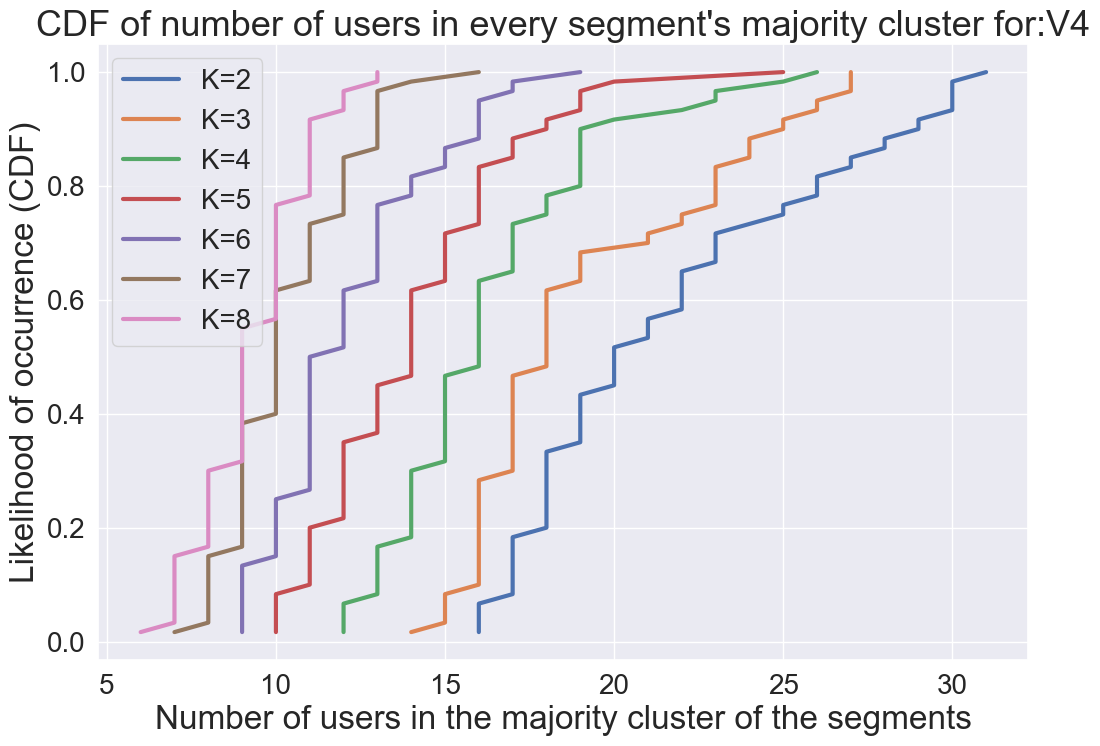 CDF of number of users in every segment's majority cluster for:V4
Likelihood of occurrence (CDF)
1.0
0.8
0.6
0.4
0.2
0.0
K=2
K=3
K=4
K=5
K=6
K=7
K=8
5 10 15 20 25 30
Number of users in the majority cluster of the segments